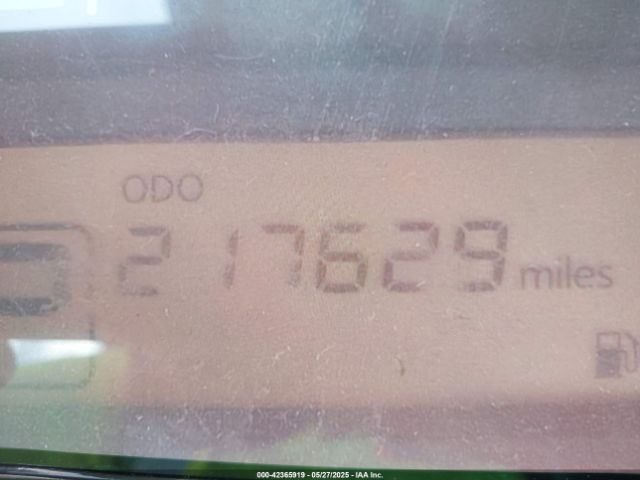 ODO
217629 miles
000-42365919 / 05/27/2025 - IAA Inc.